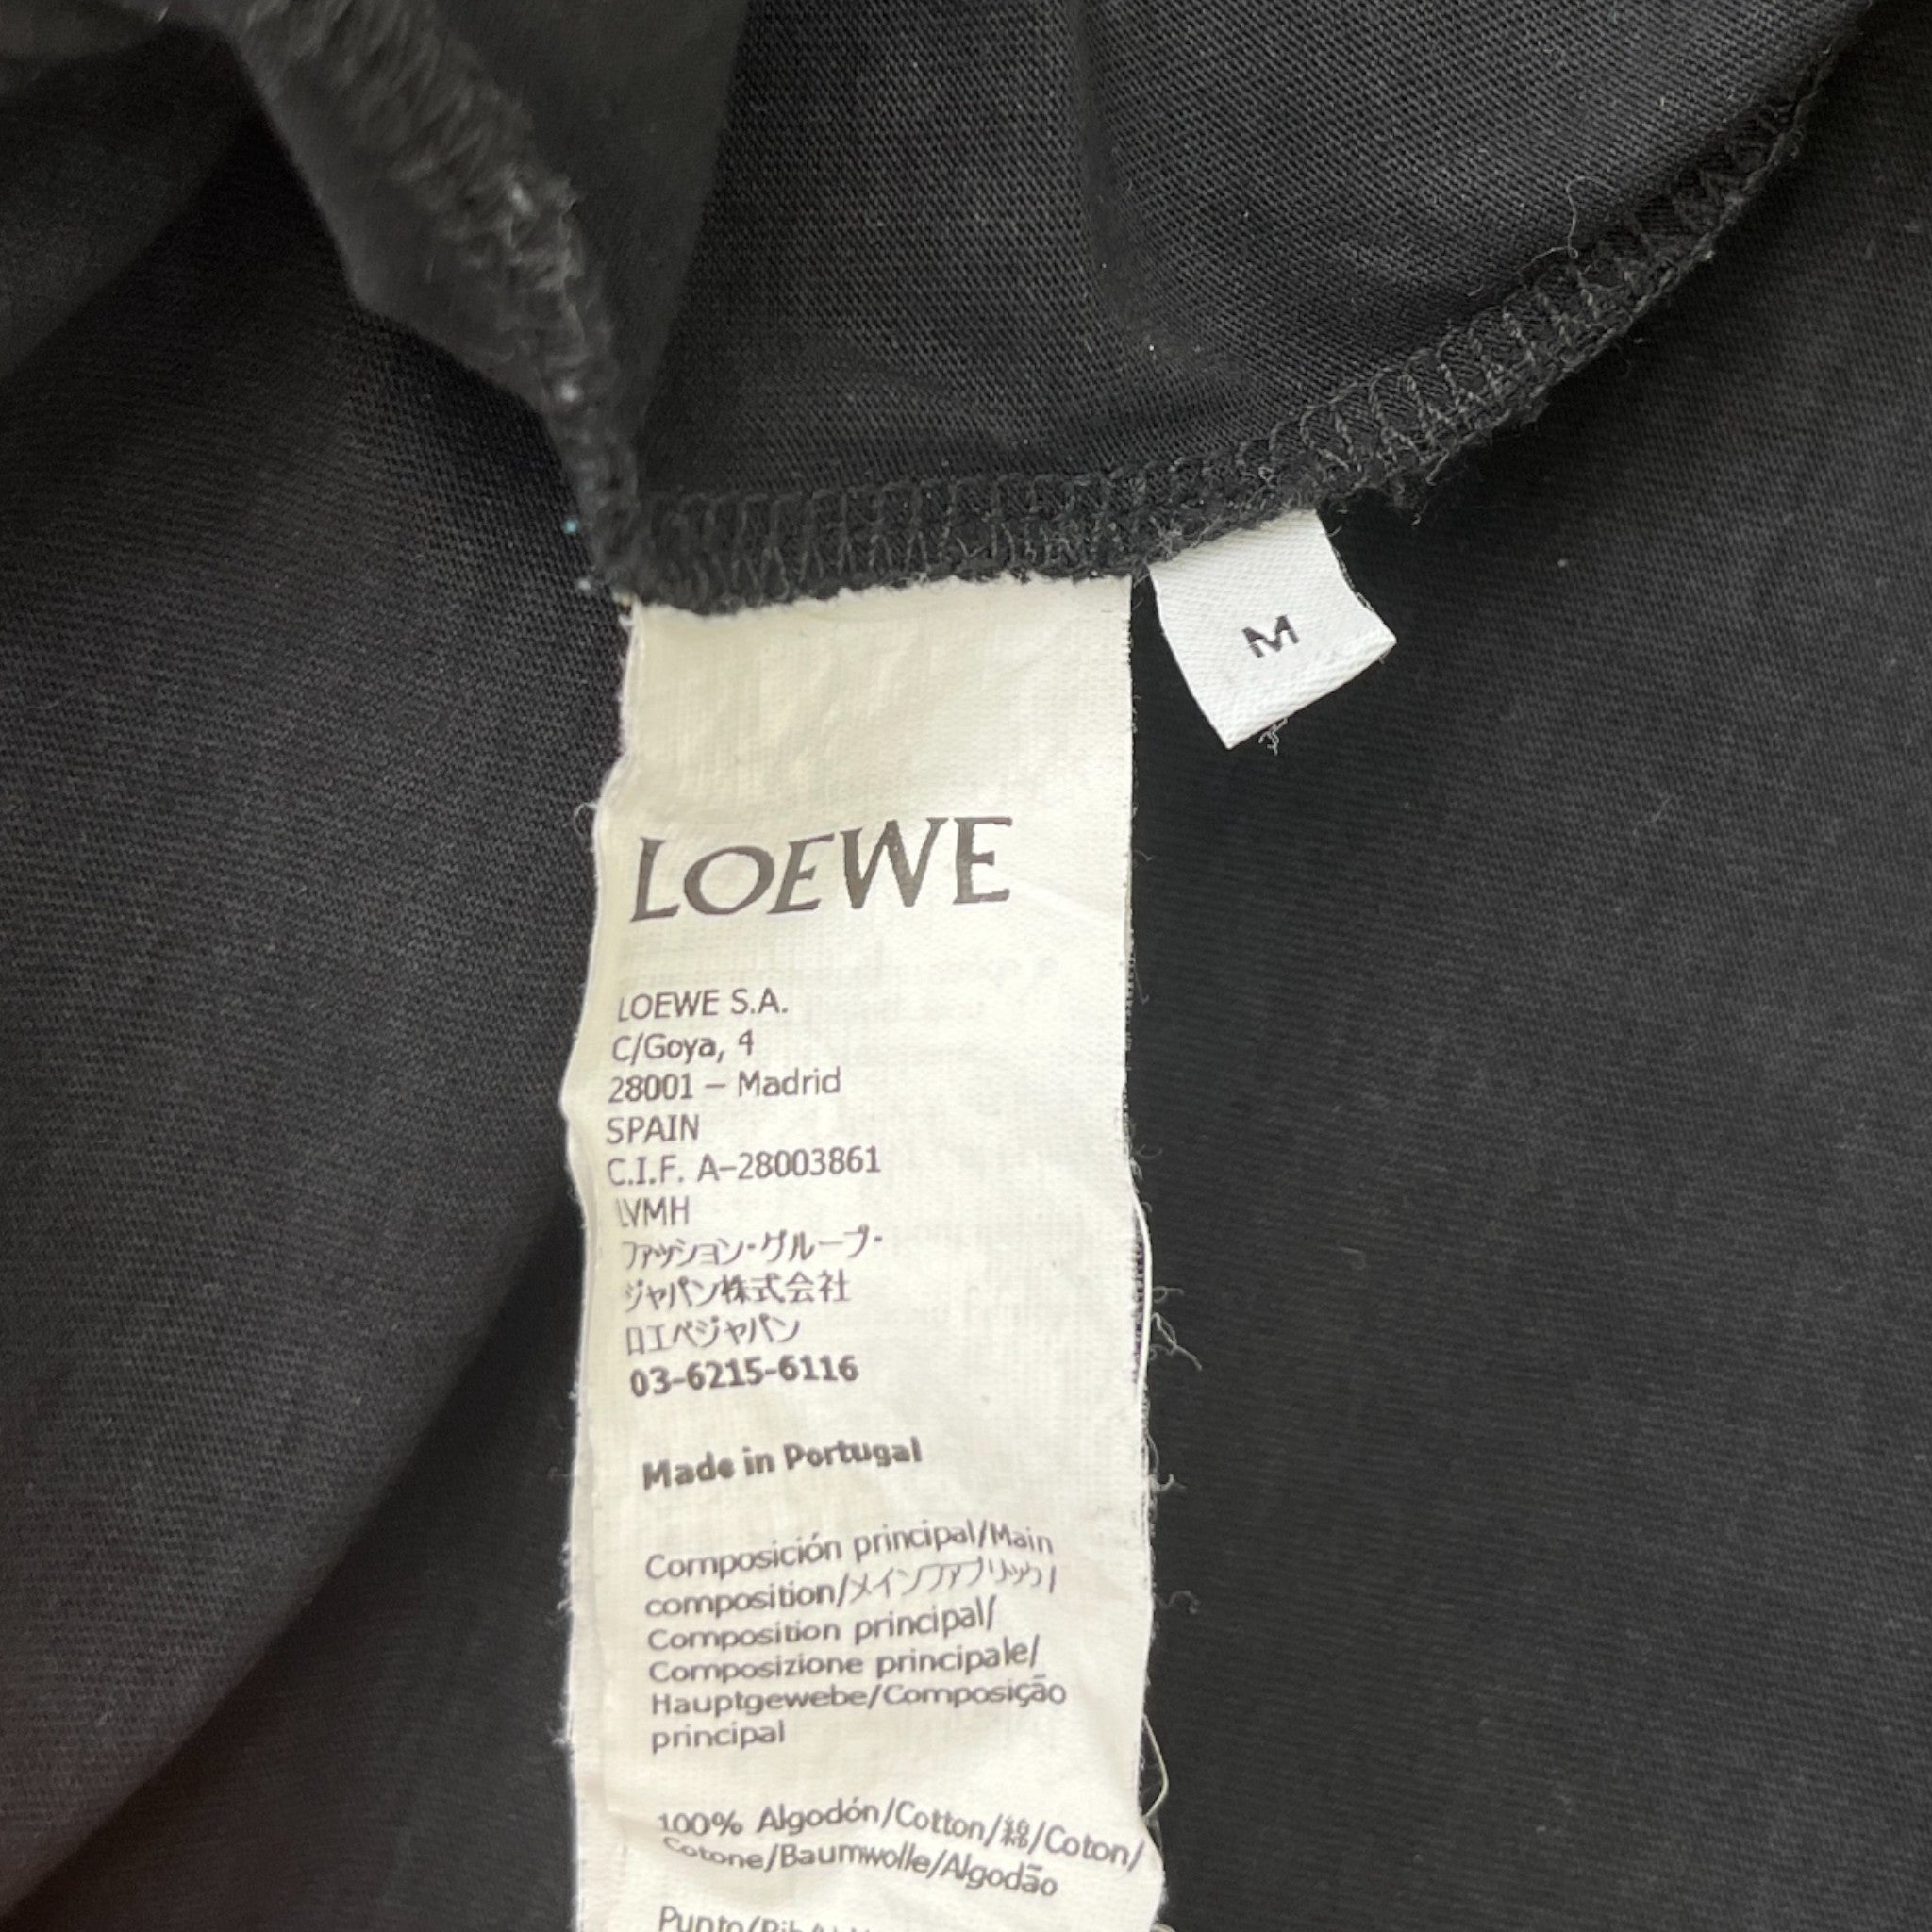 M
LOEWE
LOEWE S.A.
C/Goya, 4
28001 – Madrid
SPAIN
C.I.F. A-28003861
LVMH
ファッション・グループ・
ジャパン株式会社
ロエベジャパン
03-6215-6116
Made in Portugal
Composición principal/Main
composition/メインファブリック/
Composition principal/
Composizione principale/
Hauptgewebe/Composição
principal
100% Algodón/Cotton/綿/Coton/
Cotone/Baumwolle/Algodão
Punto/Rib/